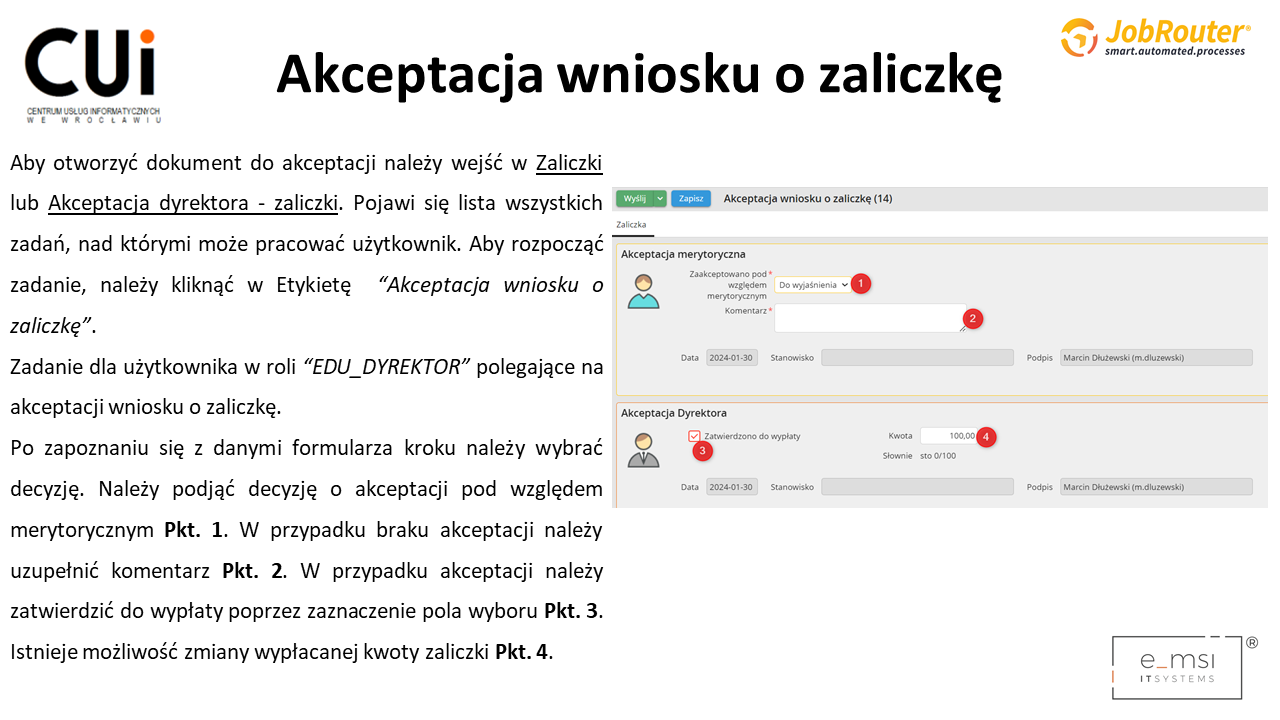 CUi
CENTRUM USŁUG INFORMATYCZNYCH
WE WROCŁAWIU
Akceptacja wniosku o zaliczkę
JobRouter®
smart.automated.processes
Aby otworzyć dokument do akceptacji należy wejść w Zaliczki
lub Akceptacja dyrektora - zaliczki. Pojawi się lista wszystkich
zadań, nad którymi może pracować użytkownik. Aby rozpocząć
zadanie, należy kliknąć w Etykietę “Akceptacja wniosku o
zaliczkę”.
Zadanie dla użytkownika w roli “EDU_DYREKTOR” polegające na
akceptacji wniosku o zaliczkę.
Po zapoznaniu się z danymi formularza kroku należy wybrać
decyzję. Należy podjąć decyzję o akceptacji pod względem
merytorycznym Pkt. 1. W przypadku braku akceptacji należy
uzupełnić komentarz Pkt. 2. W przypadku akceptacji należy
zatwierdzić do wypłaty poprzez zaznaczenie pola wyboru Pkt. 3.
Istnieje możliwość zmiany wypłacanej kwoty zaliczki Pkt. 4.
Wyślij Zapisz Akceptacja wniosku o zaliczkę (14)
Zaliczka
Akceptacja merytoryczna
Zaakceptowano pod *
względem
merytorycznym
Do wyjaśnienia 1
Komentarz * 2
Data 2024-01-30 Stanowisko Podpis Marcin Dłużewski (m.dluzewski)
Akceptacja Dyrektora
Zatwierdzono do wypłaty Kwota 100,00 4
3
Słownie sto 0/100
Data 2024-01-30 Stanowisko Podpis Marcin Dłużewski (m.dluzewski)
e_msi ®
ITSYSTEMS